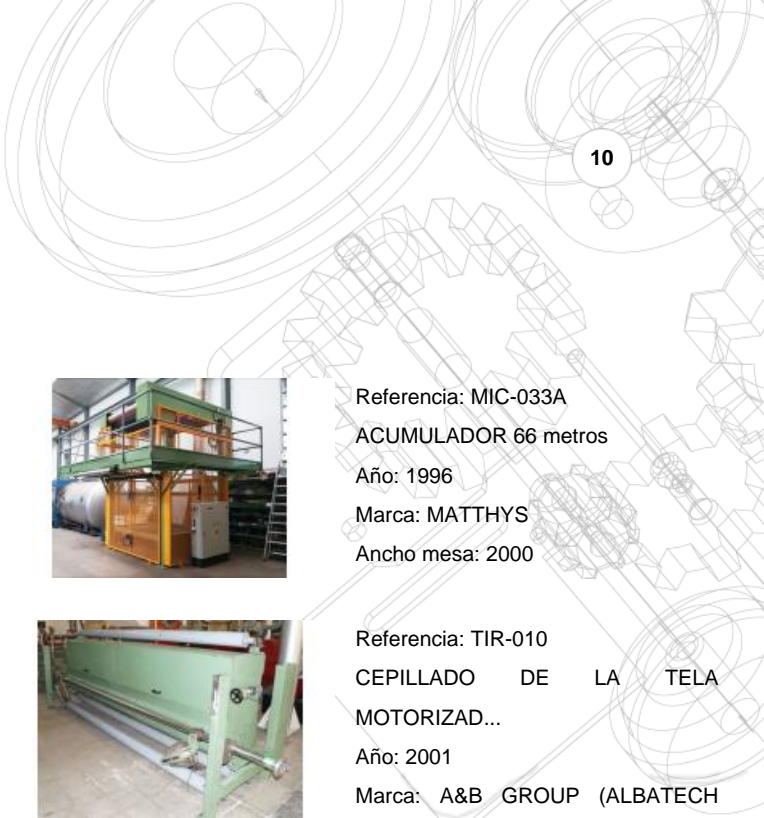 10
Referencia: MIC-033A
ACUMULADOR 66 metros
Año: 1996
Marca: MATTHYS
Ancho mesa: 2000
Referencia: TIR-010
CEPILLADO DE LA TELA
MOTORIZAD...
Año: 2001
Marca: A&B GROUP (ALBATECH